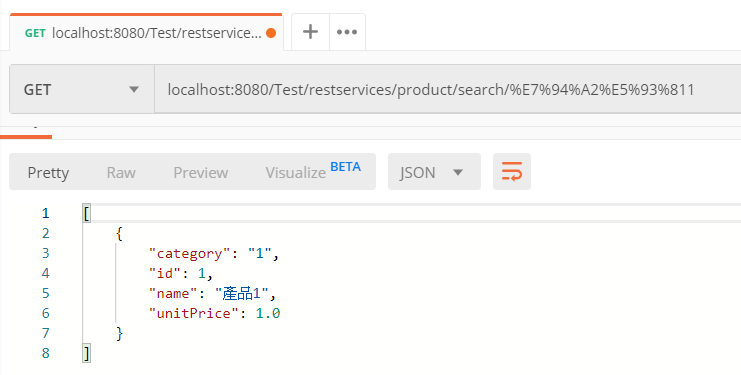 GET localhost:8080/Test/restservice...
GET localhost:8080/Test/restservices/product/search/%E7%94%A2%E5%93%811
Pretty Raw Preview Visualize BETA JSON
1 [
2 {
3 "category": "1",
4 "id": 1,
5 "name": "產品1",
6 "unitPrice": 1.0
7 }
8 ]